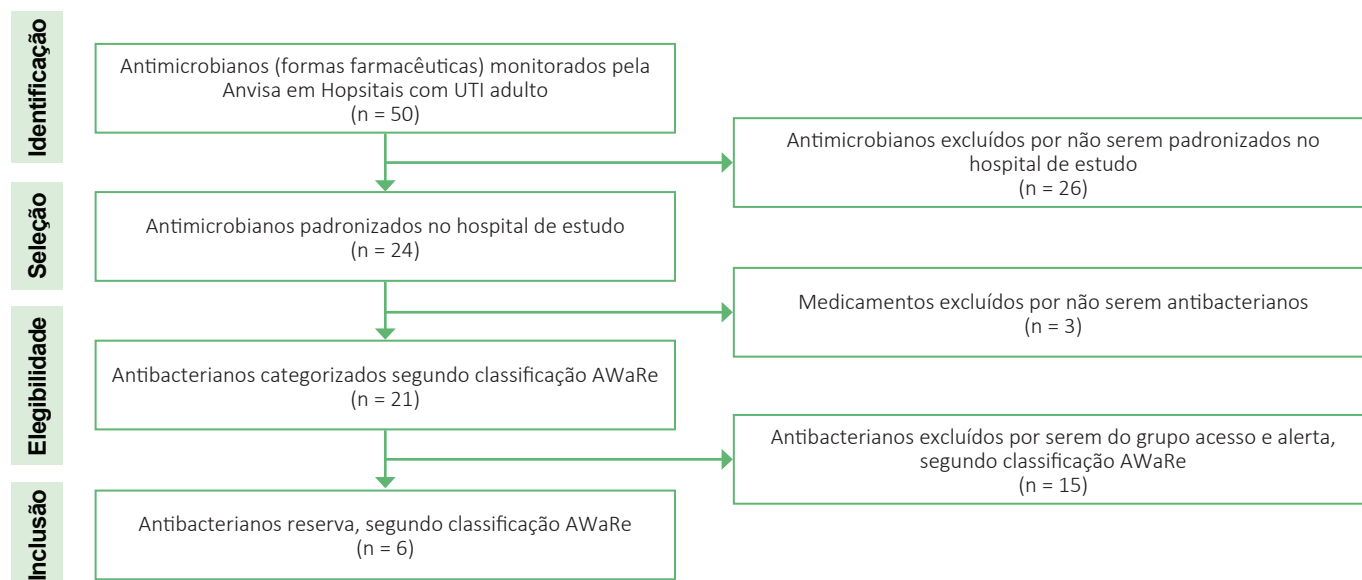 Identificação
Antimicrobianos (formas farmacêuticas) monitorados pela
Anvisa em Hopsitais com UTI adulto
(n = 50)
Antimicrobianos excluídos por não serem padronizados no
hospital de estudo
(n = 26)
Seleção
Antimicrobianos padronizados no hospital de estudo
(n = 24)
Medicamentos excluídos por não serem antibacterianos
(n = 3)
Elegibilidade
Antibacterianos categorizados segundo classificação AWaRe
(n = 21)
Antibacterianos excluídos por serem do grupo acesso e alerta,
segundo classificação AWaRe
(n = 15)
Inclusão
Antibacterianos reserva, segundo classificação AWaRe
(n = 6)